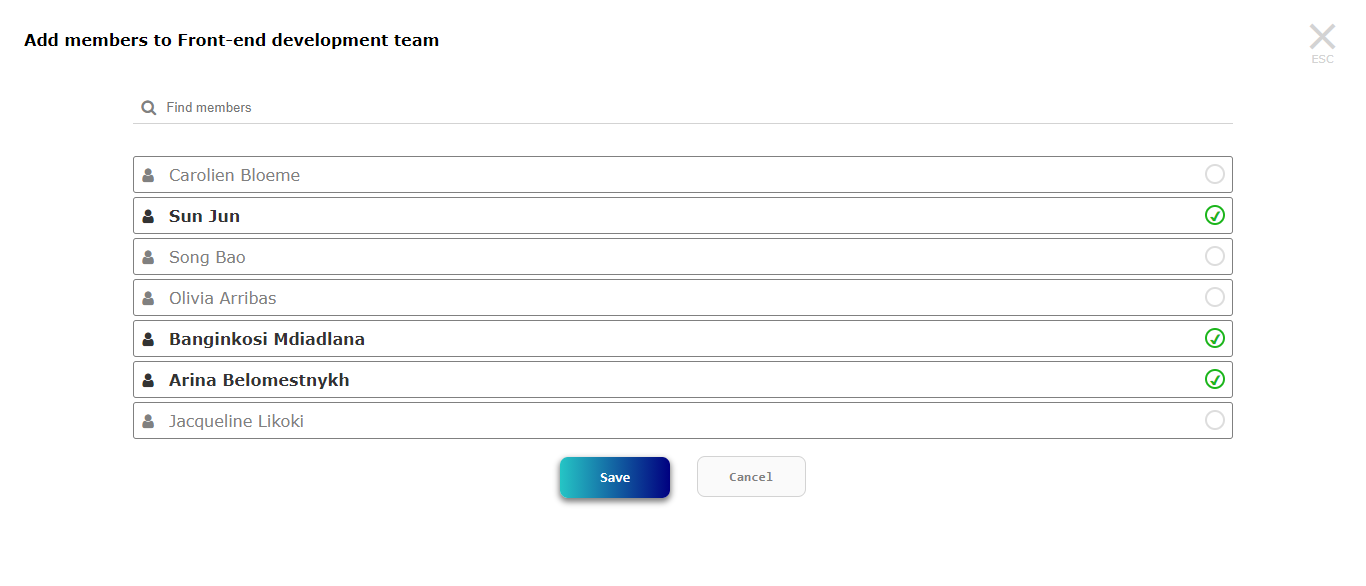 Add members to Front-end development team
ESC
Find members
Carolien Bloeme
Sun Jun
Song Bao
Olivia Arribas
Banginkosi Mdiadlana
Arina Belomestnykh
Jacqueline Likoki
Save
Cancel